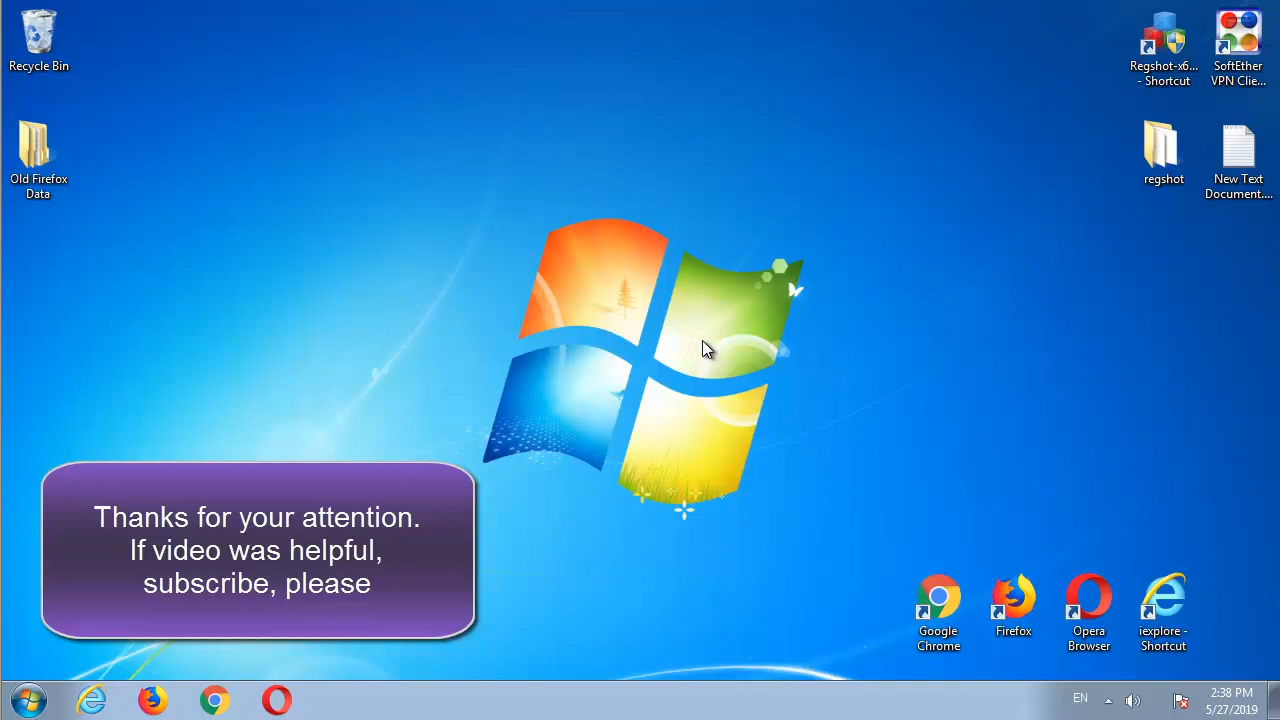 Recycle Bin
Old Firefox
Data
Regshot-x6...
- Shortcut
SoftEther
VPN Clie...
regshot
New Text
Document....
Thanks for your attention.
If video was helpful,
subscribe, please
Google
Chrome
Firefox
Opera
Browser
iexplore -
Shortcut
EN
2:38 PM
5/27/2019